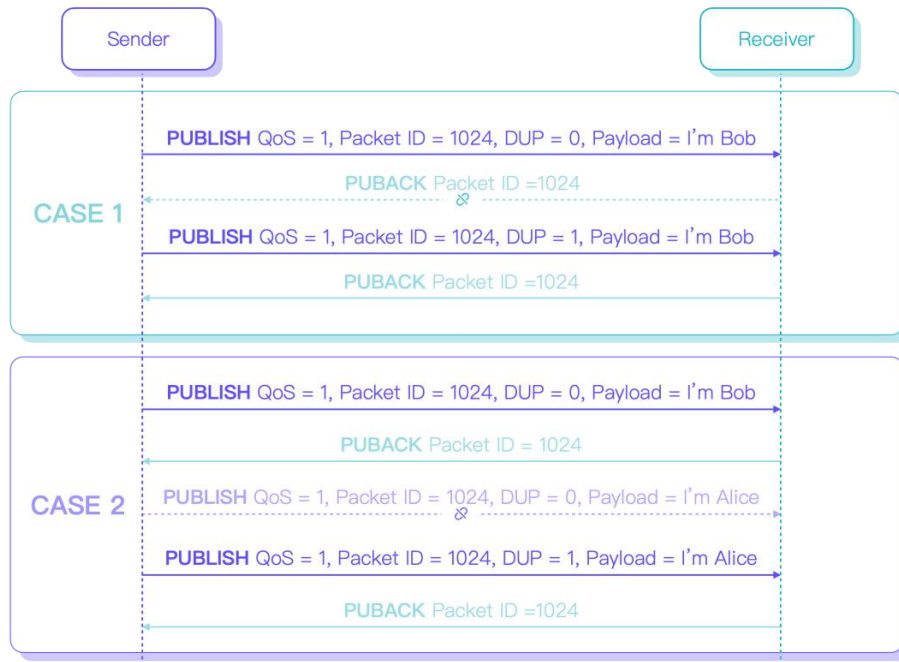 Sender
Receiver
CASE 1
PUBLISH QoS = 1, Packet ID = 1024, DUP = 0, Payload = I'm Bob
PUBACK Packet ID =1024
PUBLISH QoS = 1, Packet ID = 1024, DUP = 1, Payload = I'm Bob
PUBACK Packet ID =1024
CASE 2
PUBLISH QoS = 1, Packet ID = 1024, DUP = 0, Payload = I'm Bob
PUBACK Packet ID = 1024
PUBLISH QoS = 1, Packet ID = 1024, DUP = 0, Payload = I'm Alice
PUBLISH QoS = 1, Packet ID = 1024, DUP = 1, Payload = I'm Alice
PUBACK Packet ID =1024